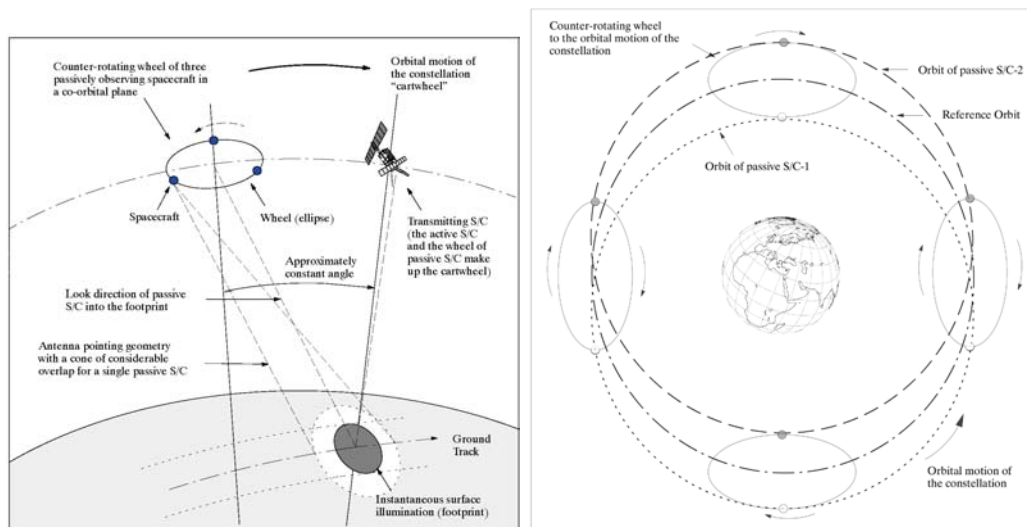 Counter-rotating wheel of three
passively observing spacecraft in
a co-orbital plane
Orbital motion of
the constellation
“cartwheel”
Spacecraft
Wheel (ellipse)
Transmitting S/C
(the active S/C
and the wheel of
passive S/C make
up the cartwheel)
Approximately
constant angle
Look direction of passive
S/C into the footprint
Antenna pointing geometry
with a cone of considerable
overlap for a single passive S/C
Ground
Track
Instantaneous surface
illumination (footprint)
Counter-rotating wheel
to the orbital motion of the
constellation
Orbit of passive S/C-2
Reference Orbit
Orbit of passive S/C-1
Orbital motion of
the constellation